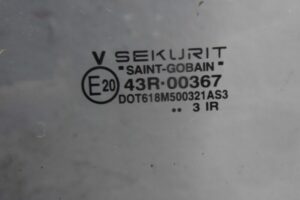 V SEKURIT
"SAINT-GOBAIN"
E20 43R·00367
DOT618M500321AS3
.. 3 IR